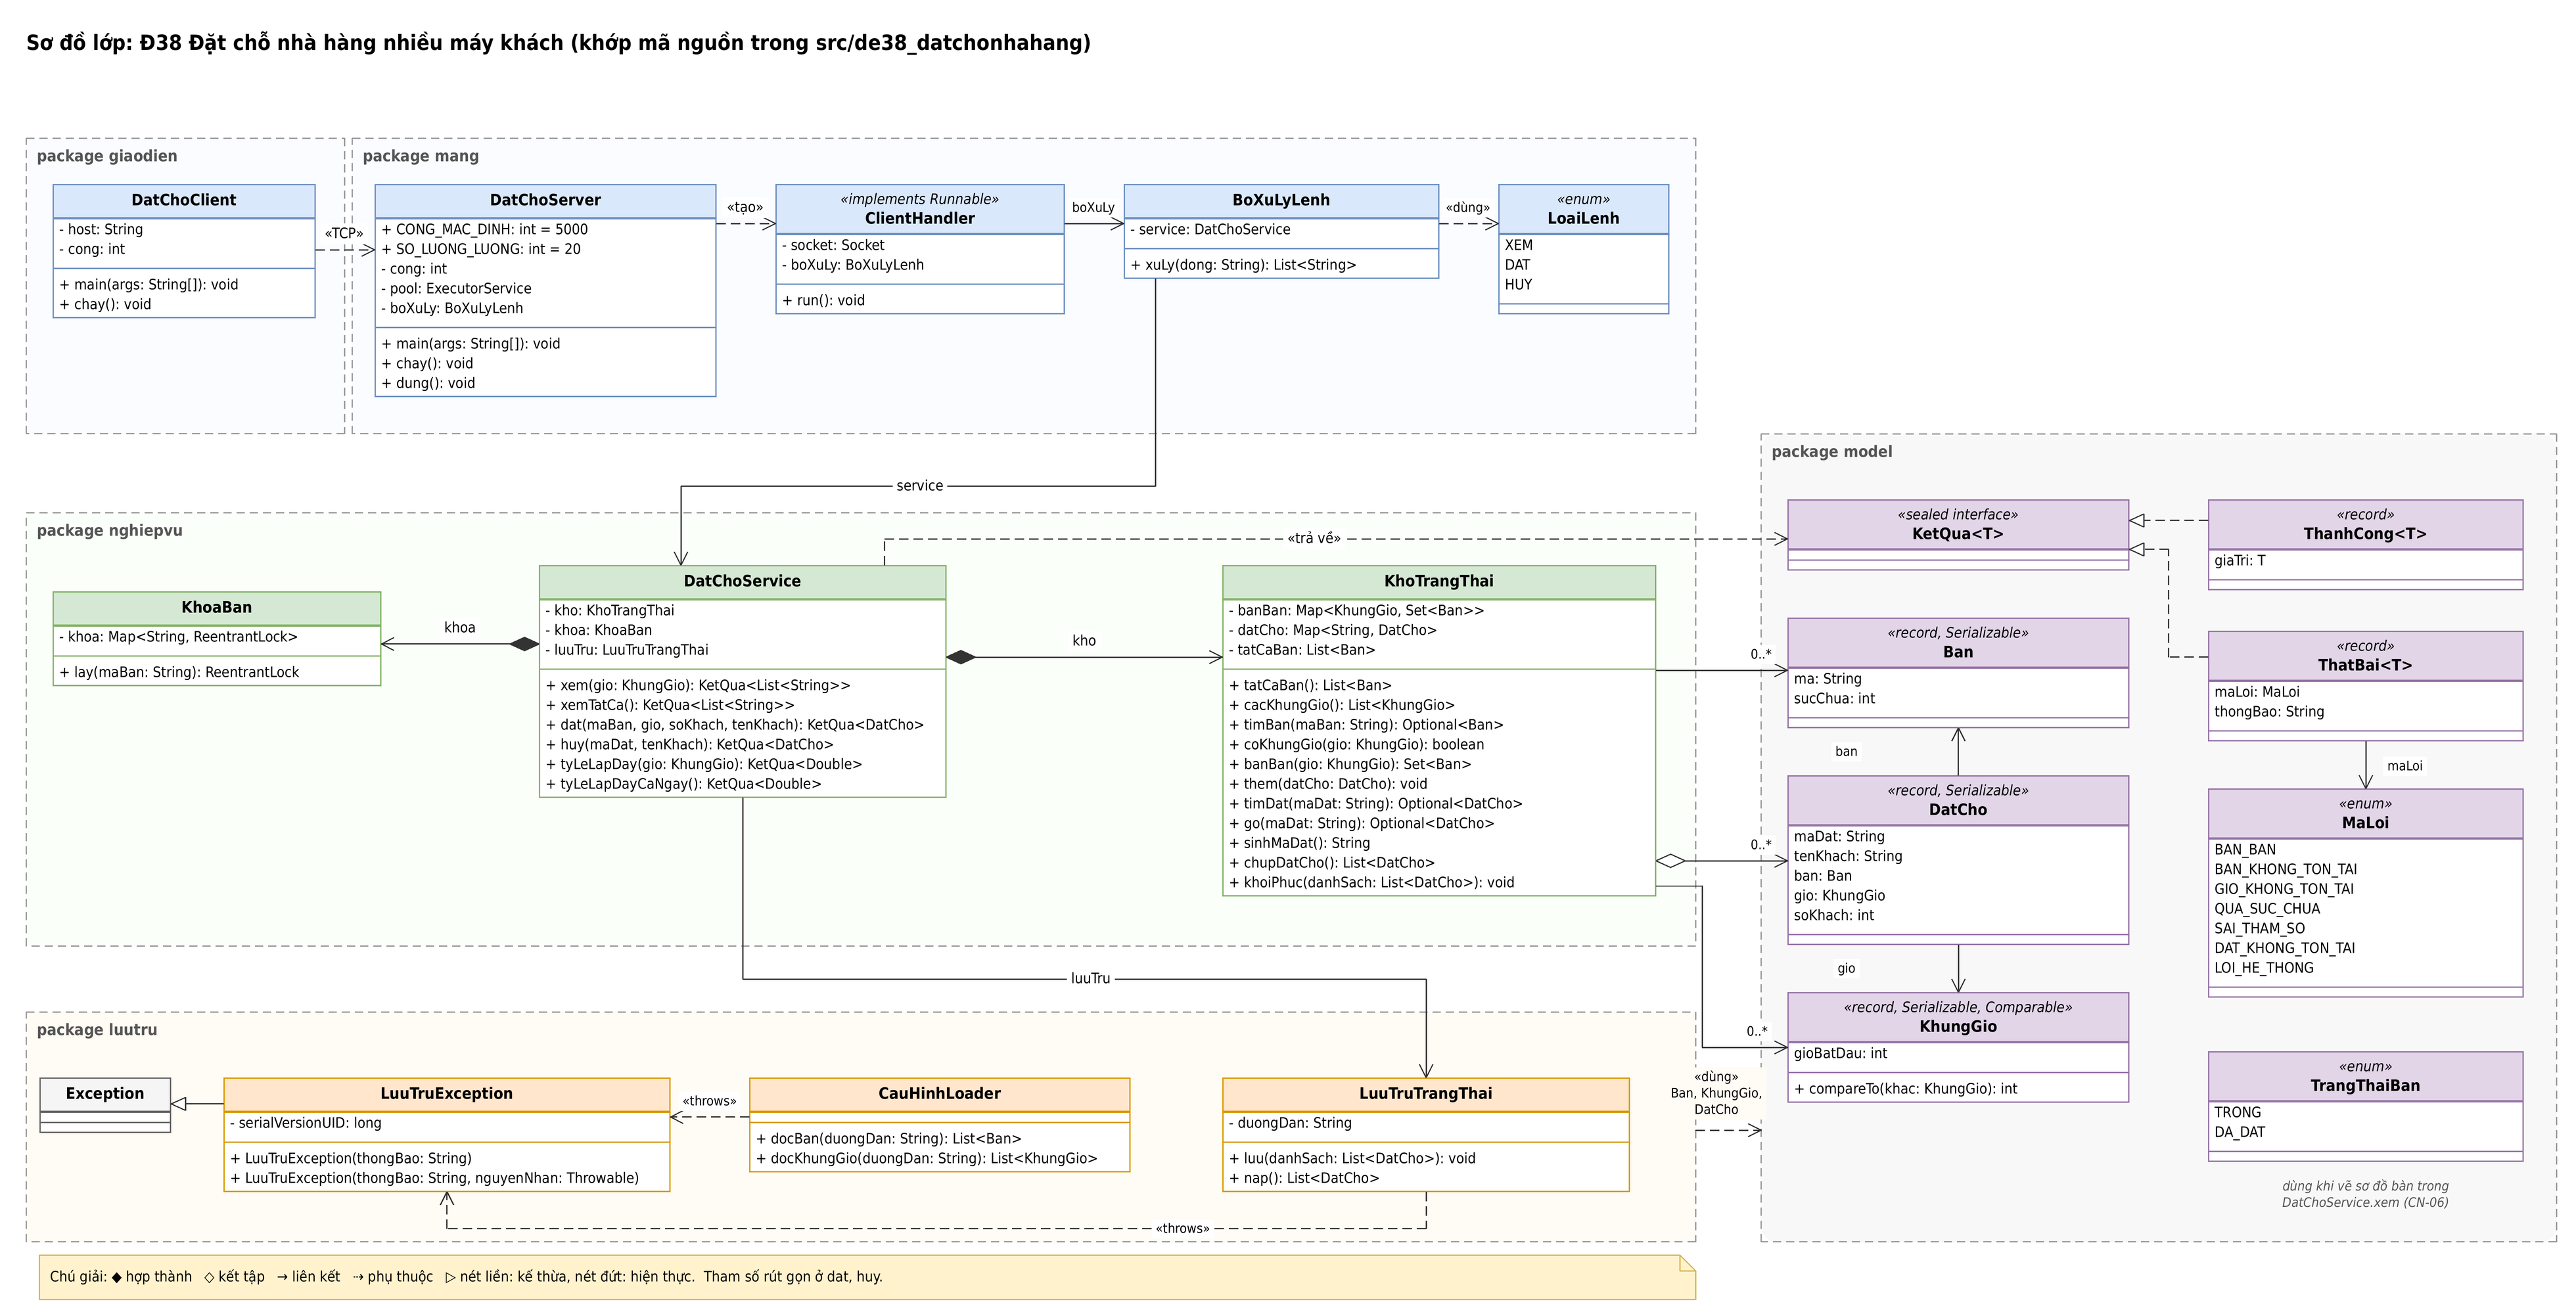 Sơ đồ lớp: Đ38 Đặt chỗ nhà hàng nhiều máy khách (khớp mã nguồn trong src/de38_datchonhahang)
package giaodien
DatChoClient
- host: String
- cong: int
+ main(args: String[]): void
+ chay(): void
«TCP»
package mang
DatChoServer
+ CONG_MAC_DINH: int = 5000
+ SO_LUONG_LUONG: int = 20
- cong: int
- pool: ExecutorService
- boXuLy: BoXuLyLenh
+ main(args: String[]): void
+ chay(): void
+ dung(): void
«tạo»
«implements Runnable»
ClientHandler
- socket: Socket
- boXuLy: BoXuLyLenh
+ run(): void
boXuLy
BoXuLyLenh
- service: DatChoService
+ xuLy(dong: String): List<String>
«dùng»
«enum»
LoaiLenh
XEM
DAT
HUY
service
package nghiepvu
KhoaBan
- khoa: Map<String, ReentrantLock>
+ lay(maBan: String): ReentrantLock
khoa
DatChoService
- kho: KhoTrangThai
- khoa: KhoaBan
- luuTru: LuuTruTrangThai
+ xem(gio: KhungGio): KetQua<List<String>>
+ xemTatCa(): KetQua<List<String>>
+ dat(maBan, gio, soKhach, tenKhach): KetQua<DatCho>
+ huy(maDat, tenKhach): KetQua<DatCho>
+ tyLeLapDay(gio: KhungGio): KetQua<Double>
+ tyLeLapDayCaNgay(): KetQua<Double>
«trả về»
kho
KhoTrangThai
- banBan: Map<KhungGio, Set<Ban>>
- datCho: Map<String, DatCho>
- tatCaBan: List<Ban>
+ tatCaBan(): List<Ban>
+ cacKhungGio(): List<KhungGio>
+ timBan(maBan: String): Optional<Ban>
+ coKhungGio(gio: KhungGio): boolean
+ banBan(gio: KhungGio): Set<Ban>
+ them(datCho: DatCho): void
+ timDat(maDat: String): Optional<DatCho>
+ go(maDat: String): Optional<DatCho>
+ sinhMaDat(): String
+ chupDatCho(): List<DatCho>
+ khoiPhuc(danhSach: List<DatCho>): void
0..*
0..*
0..*
luuTru
package model
«sealed interface»
KetQua<T>
«record»
ThanhCong<T>
giaTri: T
«record, Serializable»
Ban
ma: String
sucChua: int
«record»
ThatBai<T>
maLoi: MaLoi
thongBao: String
ban
maLoi
«record, Serializable»
DatCho
maDat: String
tenKhach: String
ban: Ban
gio: KhungGio
soKhach: int
«enum»
MaLoi
BAN_BAN
BAN_KHONG_TON_TAI
GIO_KHONG_TON_TAI
QUA_SUC_CHUA
SAI_THAM_SO
DAT_KHONG_TON_TAI
LOI_HE_THONG
gio
«record, Serializable, Comparable»
KhungGio
gioBatDau: int
+ compareTo(khac: KhungGio): int
«enum»
TrangThaiBan
TRONG
DA_DAT
dùng khi vẽ sơ đồ bàn trong
DatChoService.xem (CN-06)
package luutru
Exception
LuuTruException
- serialVersionUID: long
+ LuuTruException(thongBao: String)
+ LuuTruException(thongBao: String, nguyenNhan: Throwable)
«throws»
CauHinhLoader
+ docBan(duongDan: String): List<Ban>
+ docKhungGio(duongDan: String): List<KhungGio>
LuuTruTrangThai
- duongDan: String
+ luu(danhSach: List<DatCho>): void
+ nap(): List<DatCho>
«dùng»
Ban, KhungGio,
DatCho
«throws»
Chú giải: ◆ hợp thành ◇ kết tập → liên kết ⇢ phụ thuộc ▷ nét liền: kế thừa, nét đứt: hiện thực. Tham số rút gọn ở dat, huy.